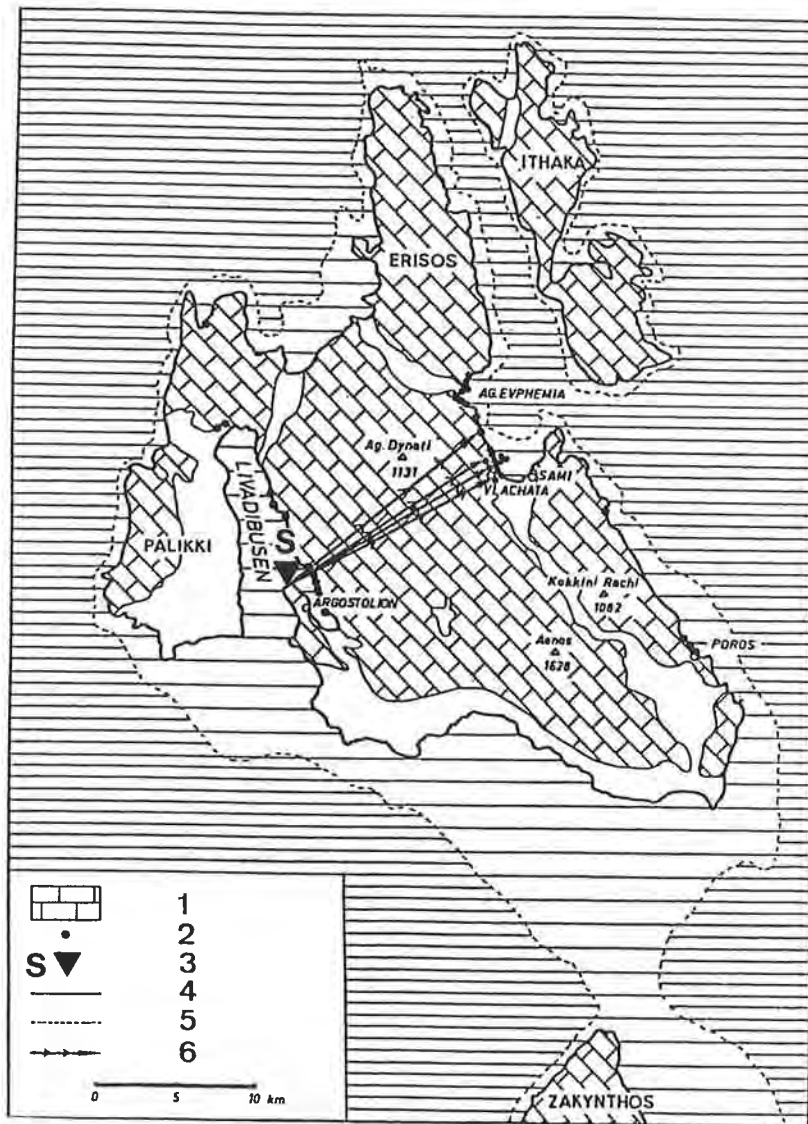 ITHAKA
ERISOS
AG.EVPHEMIA
Ag. Dynati
1131
SAMI
VLACHATA
LIVADIBUSEN
PALIKKI
S
ARGOSTOLION
Kokkini Rachi
1082
Aenos
1628
POROS
1
2
S 3
4
5
6
0 5 10 km
ZAKYNTHOS